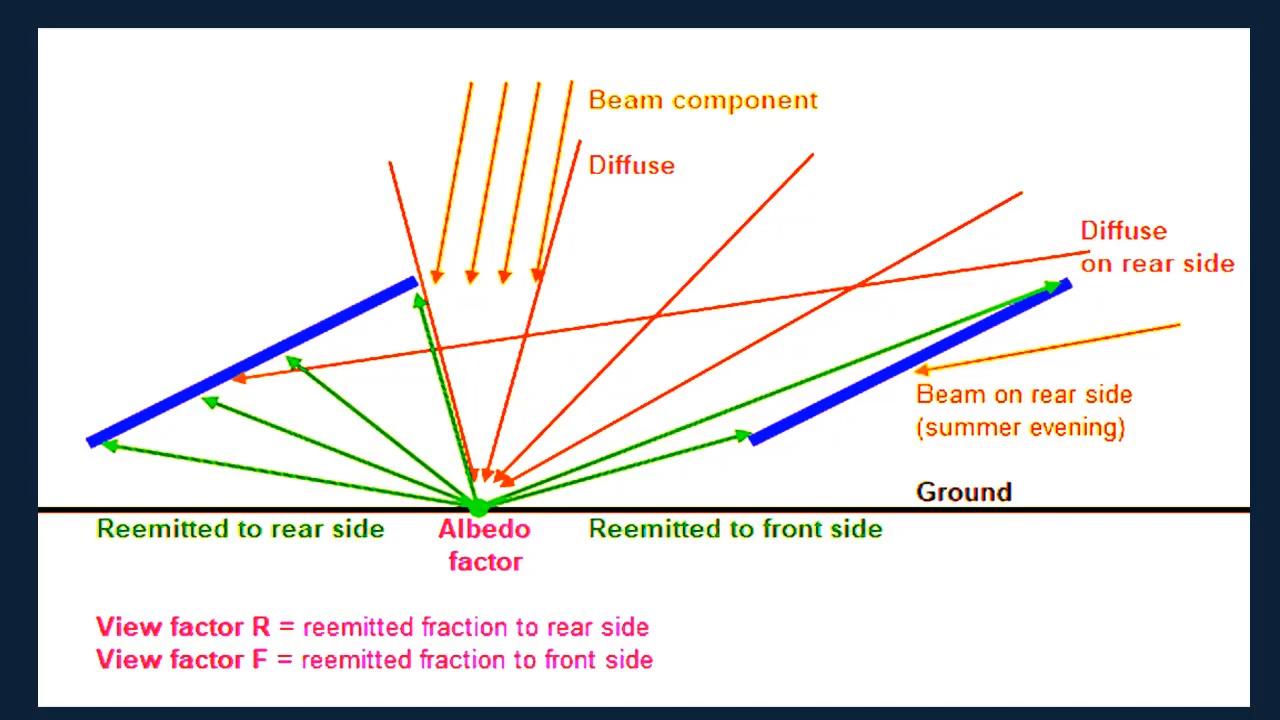 Beam component
Diffuse
Diffuse
on rear side
Beam on rear side
(summer evening)
Ground
Reemitted to rear side
Albedo
factor
Reemitted to front side
View factor R = reemitted fraction to rear side
View factor F = reemitted fraction to front side